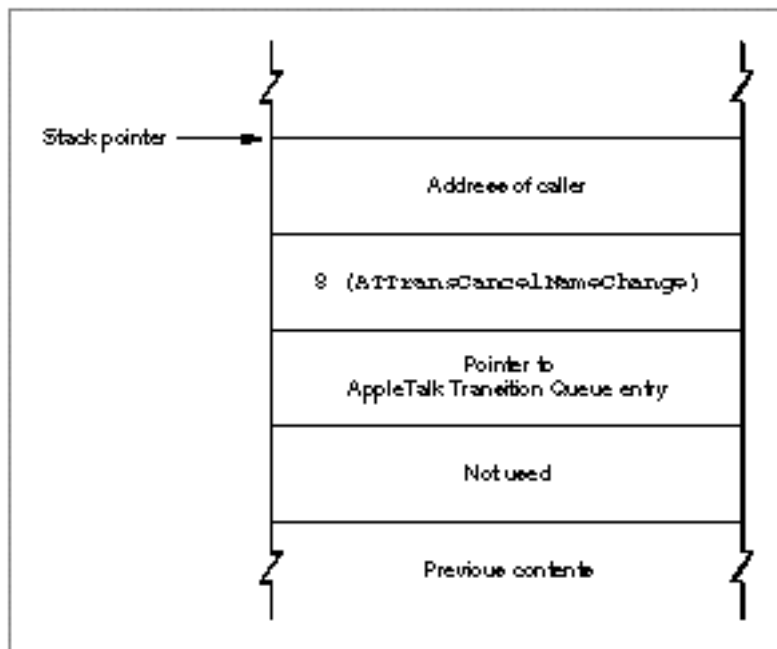 Stack pointer
Address of caller
8 (ATTransCancelNameChange)
Pointer to
AppleTalk Transition Queue entry
Not used
Previous contents